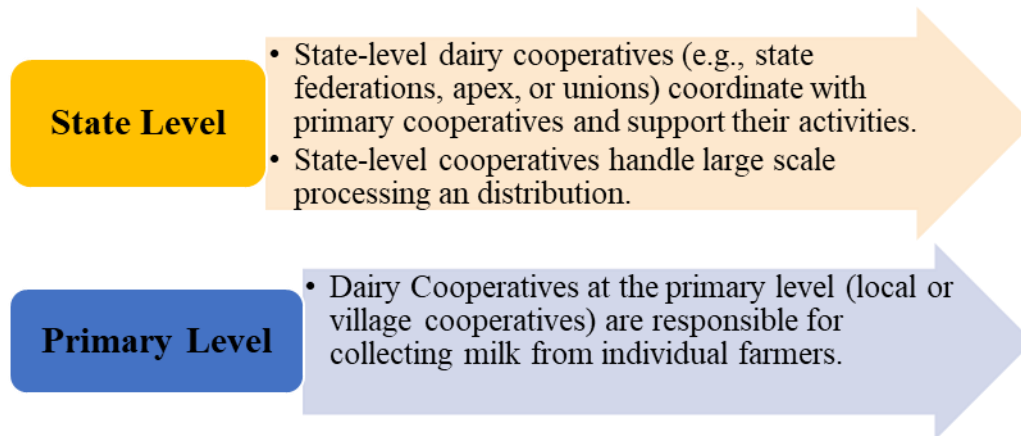 State Level
• State-level dairy cooperatives (e.g., state
federations, apex, or unions) coordinate with
primary cooperatives and support their activities.
• State-level cooperatives handle large scale
processing an distribution.
Primary Level
• Dairy Cooperatives at the primary level (local or
village cooperatives) are responsible for
collecting milk from individual farmers.